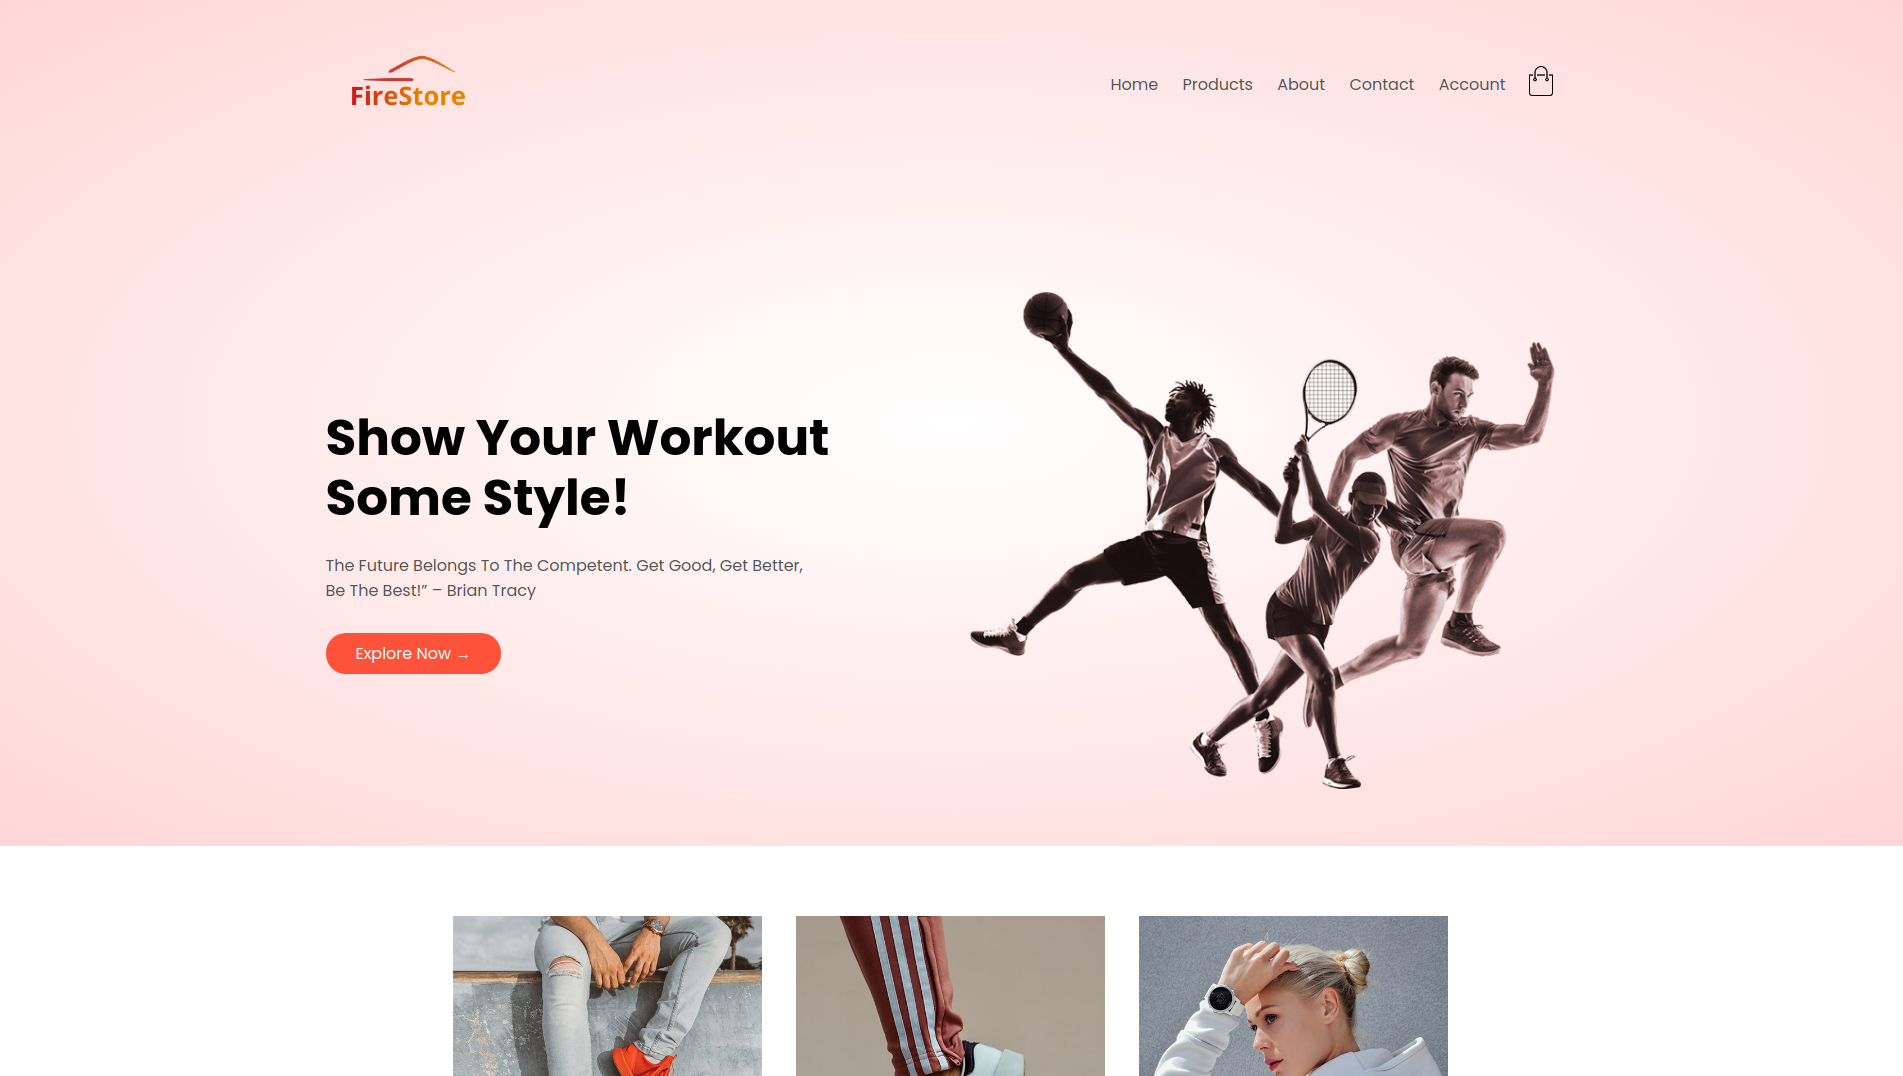 FireStore
Home Products About Contact Account
Show Your Workout
Some Style!
The Future Belongs To The Competent. Get Good, Get Better,
Be The Best!” – Brian Tracy
Explore Now →